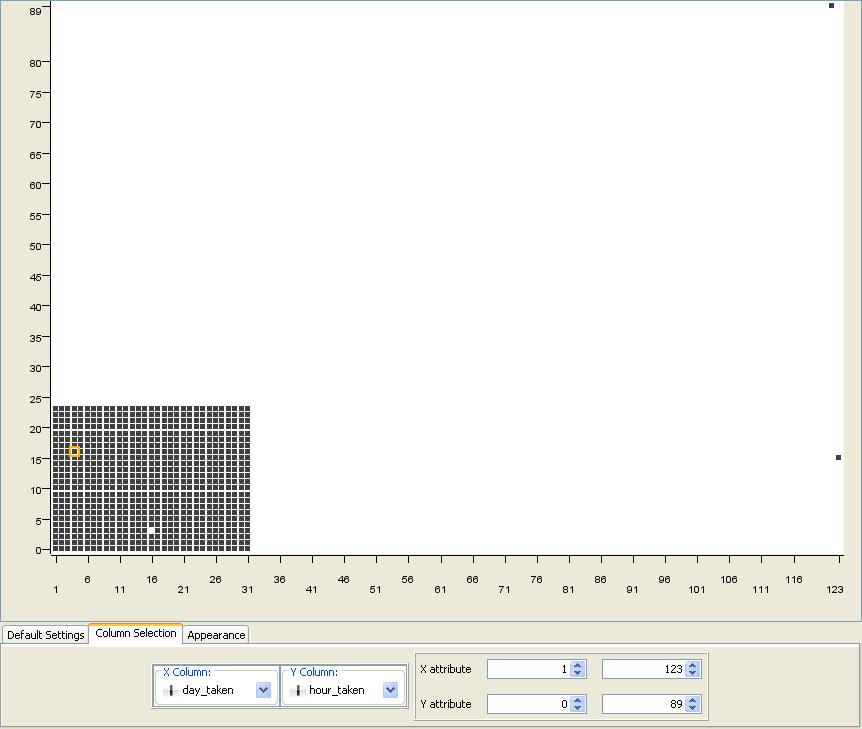 89
80
75
70
65
60
55
50
45
40
35
30
25
20
15
10
5
0
6 16 26 36 46 56 66 76 86 96 106 116
1 11 21 31 41 51 61 71 81 91 101 111 123
Default Settings Column Selection Appearance
X Column: Y Column:
day_taken hour_taken
X attribute 1 123
Y attribute 0 89